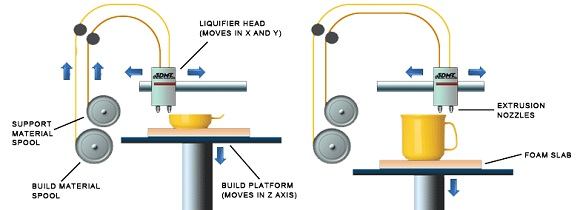 LIQUIFIER HEAD
(MOVES IN X AND Y)
SUPPORT
MATERIAL
SPOOL
BUILD MATERIAL
SPOOL
BUILD PLATFORM
(MOVES IN Z AXIS)
EXTRUSION
NOZZLES
FOAM SLAB